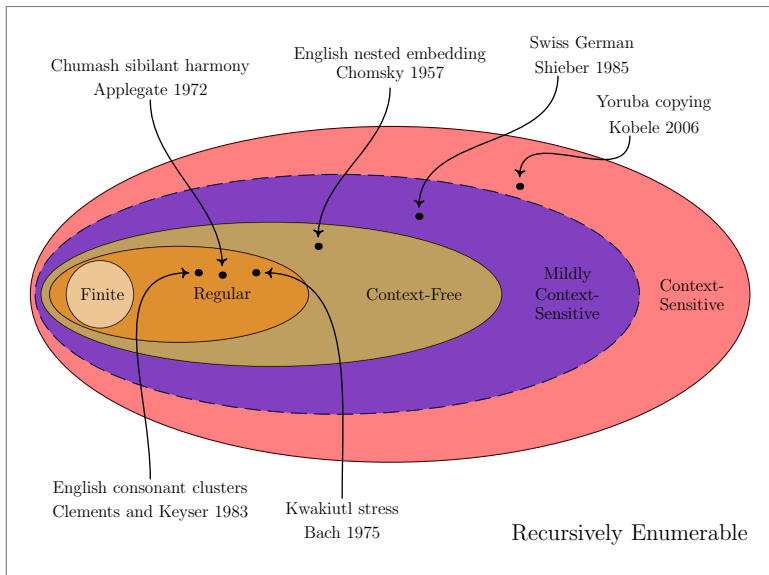 Chumash sibilant harmony
Applegate 1972
English nested embedding
Chomsky 1957
Swiss German
Shieber 1985
Yoruba copying
Kobele 2006
Finite
Regular
Context-Free
Mildly
Context-
Sensitive
Context-
Sensitive
English consonant clusters
Clements and Keyser 1983
Kwakiutl stress
Bach 1975
Recursively Enumerable